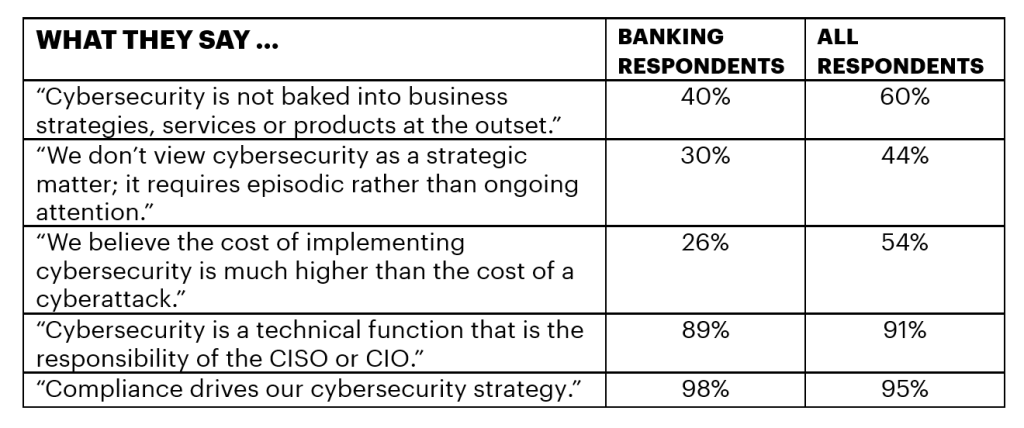 WHAT THEY SAY ...
BANKING
RESPONDENTS
ALL
RESPONDENTS
“Cybersecurity is not baked into business
strategies, services or products at the outset.”
40%
60%
“We don’t view cybersecurity as a strategic
matter; it requires episodic rather than ongoing
attention.”
30%
44%
“We believe the cost of implementing
cybersecurity is much higher than the cost of a
cyberattack.”
26%
54%
“Cybersecurity is a technical function that is the
responsibility of the CISO or CIO.”
89%
91%
“Compliance drives our cybersecurity strategy.”
98%
95%